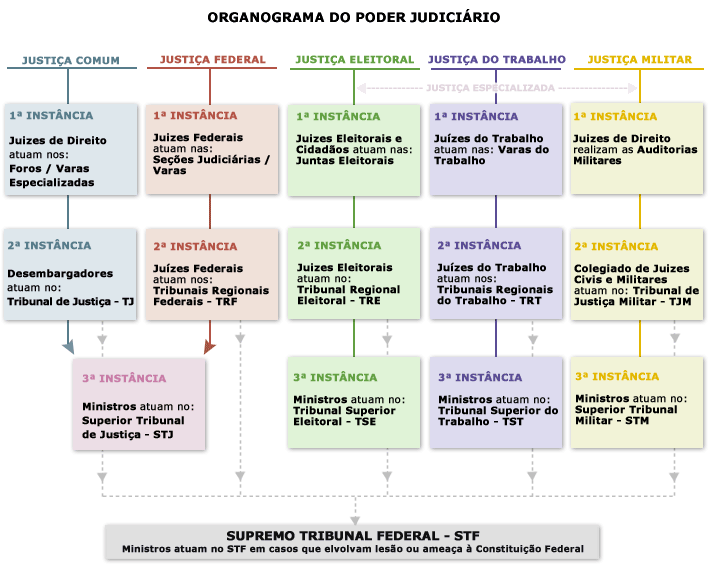 ORGANOGRAMA DO PODER JUDICIÁRIO
JUSTIÇA COMUM
JUSTIÇA FEDERAL
JUSTIÇA ELEITORAL
JUSTIÇA DO TRABALHO
JUSTIÇA MILITAR
JUSTIÇA ESPECIALIZADA
1ª INSTÂNCIA
Juizes de Direito
atuam nos:
Foros / Varas
Especializadas
1ª INSTÂNCIA
Juizes Federais
atuam nas:
Seções Judiciárias /
Varas
1ª INSTÂNCIA
Juizes Eleitorais e
Cidadãos atuam nas:
Juntas Eleitorais
1ª INSTÂNCIA
Juízes do Trabalho
atuam nas: Varas do
Trabalho
1ª INSTÂNCIA
Juizes de Direito
realizam as Auditorias
Militares
2ª INSTÂNCIA
Desembargadores
atuam no:
Tribunal de Justiça - TJ
2ª INSTÂNCIA
Juízes Federais
atuam nos:
Tribunais Regionais
Federais - TRF
2ª INSTÂNCIA
Juizes Eleitorais
atuam no:
Tribunal Regional
Eleitoral - TRE
2ª INSTÂNCIA
Juízes do Trabalho
atuam nos:
Tribunais Regionais
do Trabalho - TRT
2ª INSTÂNCIA
Colegiado de Juizes
Civis e Militares
atuam no: Tribunal de
Justiça Militar - TJM
3ª INSTÂNCIA
Ministros atuam no:
Superior Tribunal
de Justiça - STJ
3ª INSTÂNCIA
Ministros atuam no:
Tribunal Superior
Eleitoral - TSE
3ª INSTÂNCIA
Ministros atuam no:
Tribunal Superior do
Trabalho - TST
3ª INSTÂNCIA
Ministros atuam no:
Superior Tribunal
Militar - STM
SUPREMO TRIBUNAL FEDERAL - STF
Ministros atuam no STF em casos que elvolvam lesão ou ameaça à Constituição Federal